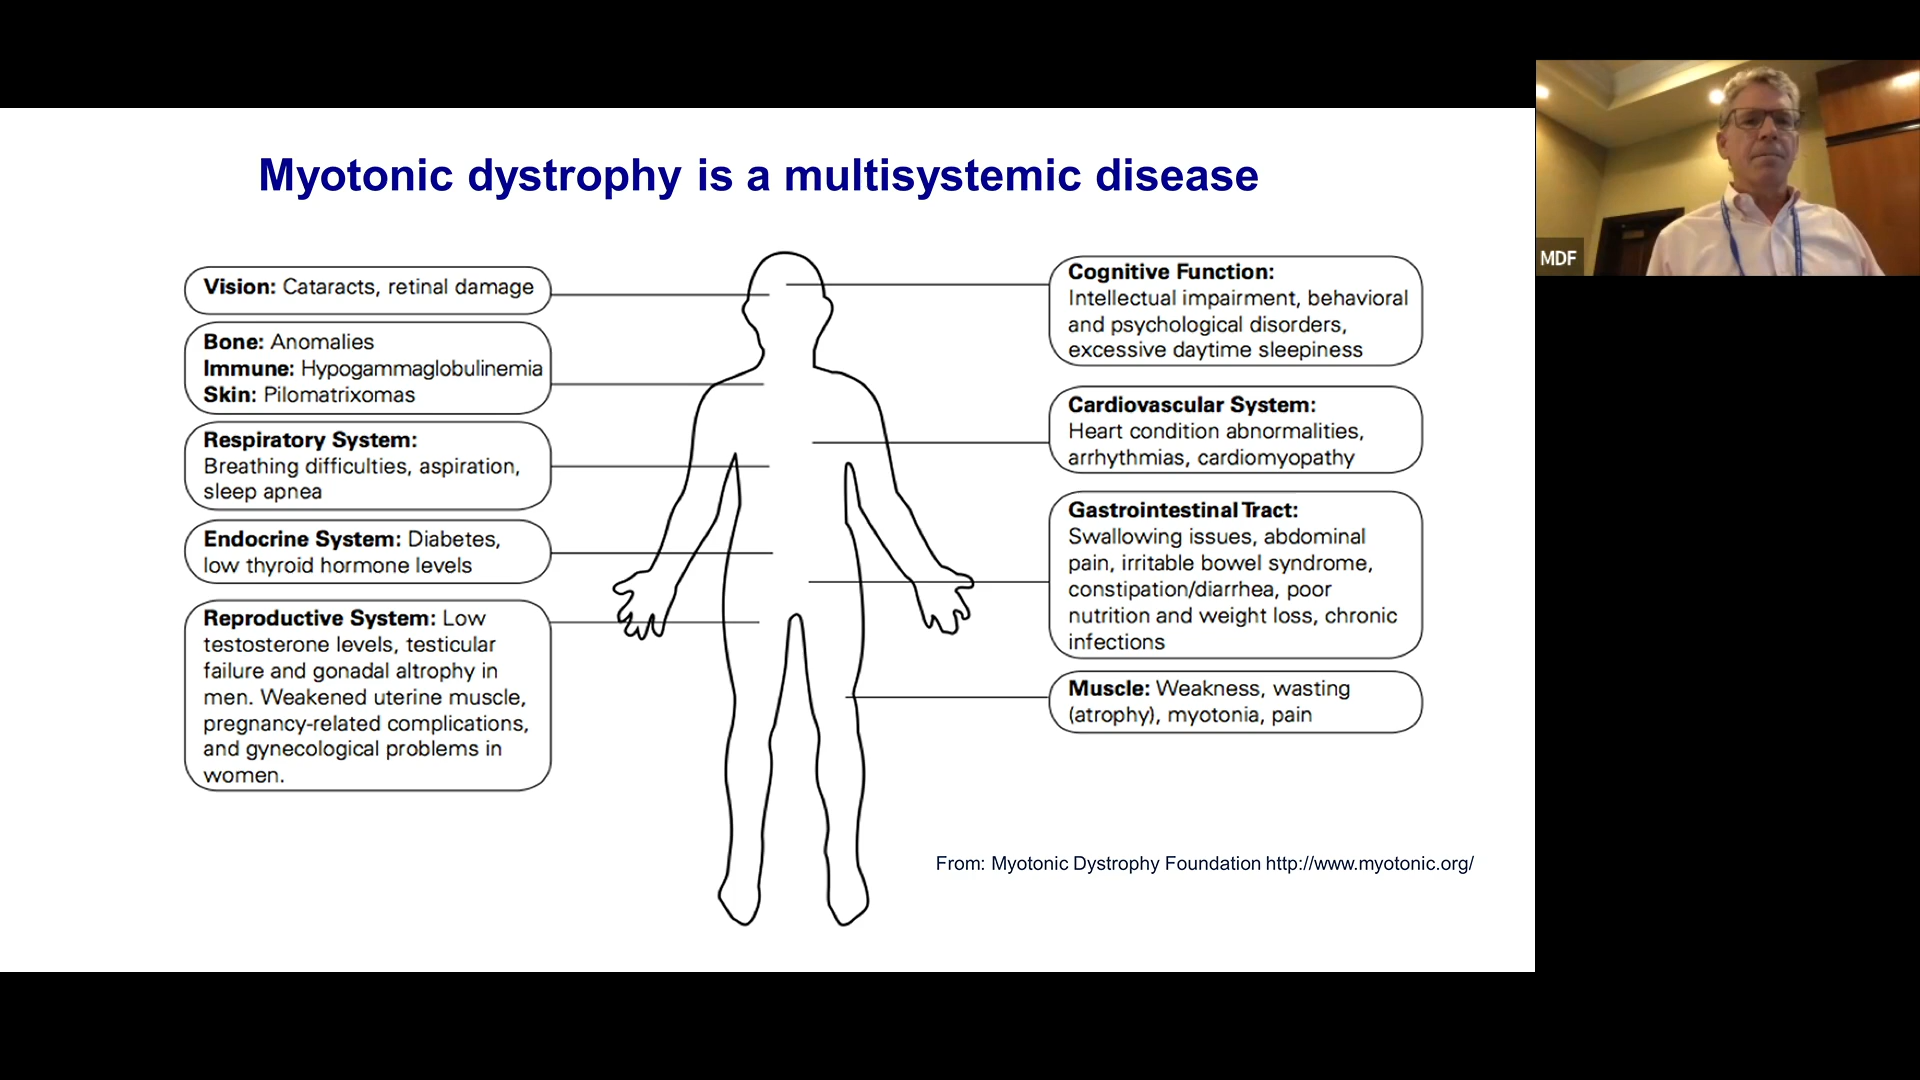 Myotonic dystrophy is a multisystemic disease
Vision: Cataracts, retinal damage
Bone: Anomalies
Immune: Hypogammaglobulinemia
Skin: Pilomatrixomas
Respiratory System:
Breathing difficulties, aspiration,
sleep apnea
Endocrine System: Diabetes,
low thyroid hormone levels
Reproductive System: Low
testosterone levels, testicular
failure and gonadal altrophy in
men. Weakened uterine muscle,
pregnancy-related complications,
and gynecological problems in
women.
Cognitive Function:
Intellectual impairment, behavioral
and psychological disorders,
excessive daytime sleepiness
Cardiovascular System:
Heart condition abnormalities,
arrhythmias, cardiomyopathy
Gastrointestinal Tract:
Swallowing issues, abdominal
pain, irritable bowel syndrome,
constipation/diarrhea, poor
nutrition and weight loss, chronic
infections
Muscle: Weakness, wasting
(atrophy), myotonia, pain
From: Myotonic Dystrophy Foundation http://www.myotonic.org/
MDF